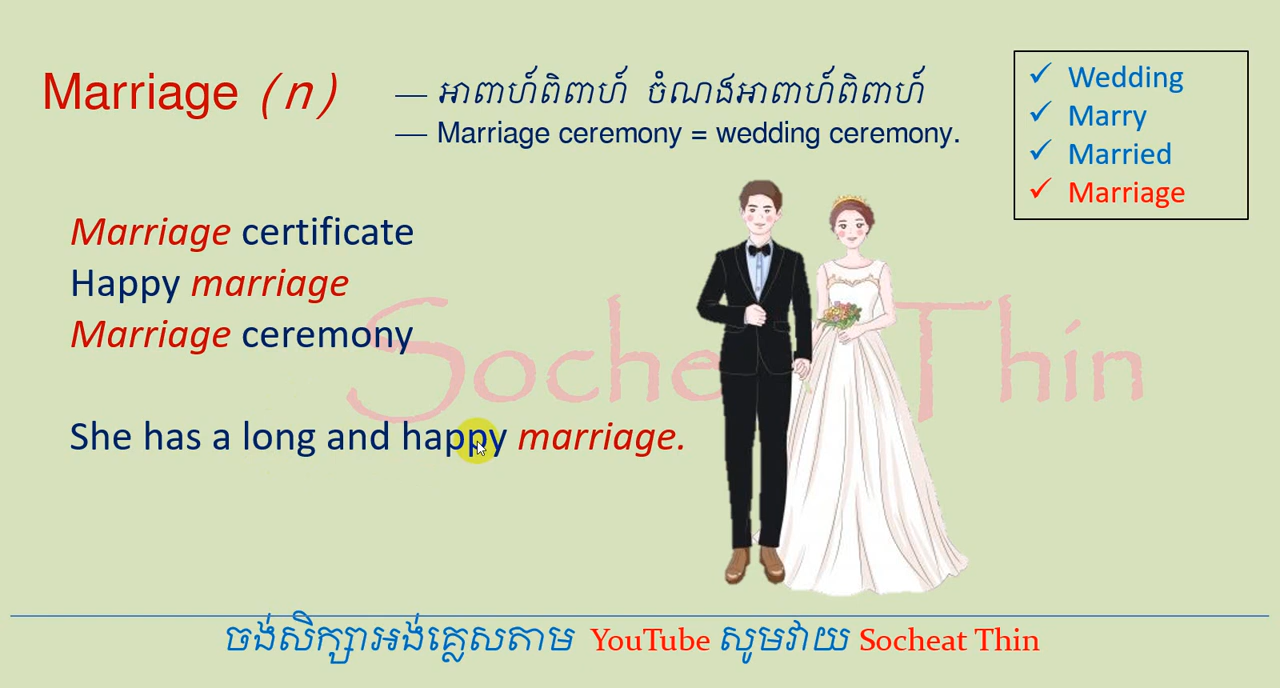 Marriage (n)
— អាពាហ៍ពិពាហ៍ ចំណងអាពាហ៍ពិពាហ៍
— Marriage ceremony = wedding ceremony.
✓ Wedding
✓ Marry
✓ Married
✓ Marriage
Marriage certificate
Happy marriage
Marriage ceremony
She has a long and happy marriage.
Socheat Thin
ចង់សិក្សាអង់គ្លេសតាម YouTube សូមវាយ Socheat Thin